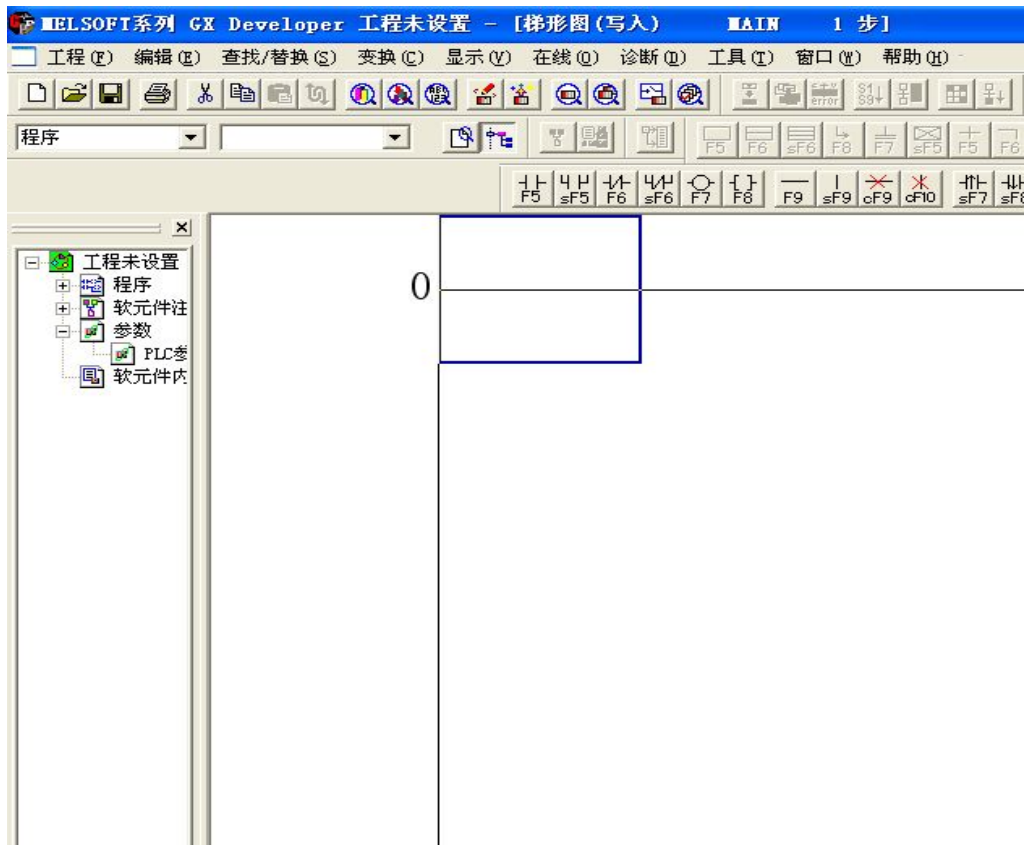 MELSOFT系列 GX Developer 工程未设置 - [梯形图(写入) MAIN 1 步]
工程(F) 编辑(E) 查找/替换(S) 变换(C) 显示(V) 在线(O) 诊断(D) 工具(T) 窗口(W) 帮助(H)
程序
F5 F6 sF6 F8 F7 sF5 F5 F6
F5 sF5 F6 sF6 F7 F8 F9 sF9 cF9 cF10 sF7 sF8
工程未设置
程序
软元件注
参数
PLC参
软元件内
0